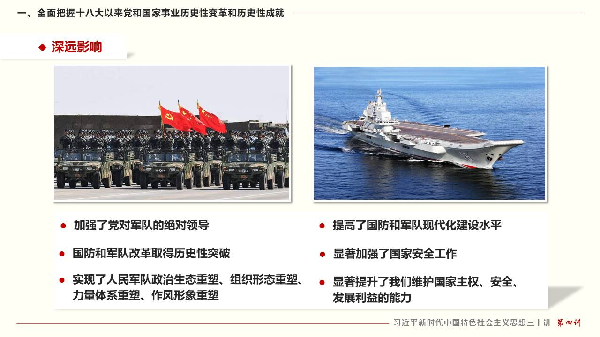 一、全面把握十八大以来党和国家事业历史性变革和历史性成就
深远影响
加强了党对军队的绝对领导
国防和军队改革取得历史性突破
实现了人民军队政治生态重塑、组织形态重塑、
力量体系重塑、作风形象重塑
提高了国防和军队现代化建设水平
显著加强了国家安全工作
显著提升了我们维护国家主权、安全、
发展利益的能力
习近平新时代中国特色社会主义思想三十讲 第四讲